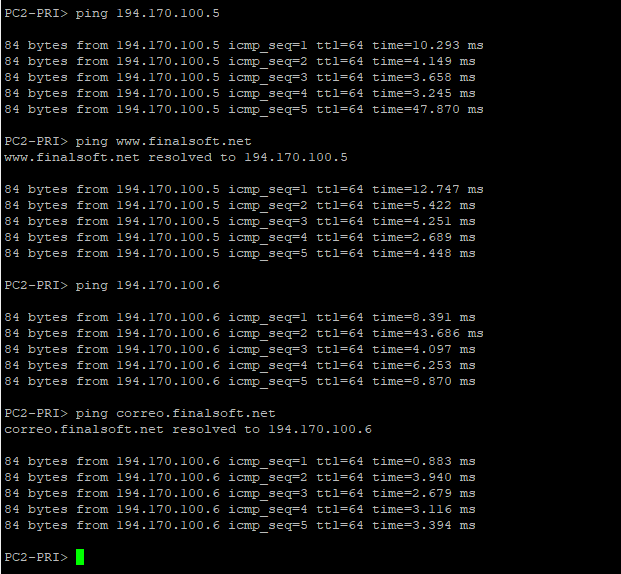 PC2-PRI> ping 194.170.100.5
84 bytes from 194.170.100.5 icmp_seq=1 ttl=64 time=10.293 ms
84 bytes from 194.170.100.5 icmp_seq=2 ttl=64 time=4.149 ms
84 bytes from 194.170.100.5 icmp_seq=3 ttl=64 time=3.658 ms
84 bytes from 194.170.100.5 icmp_seq=4 ttl=64 time=3.245 ms
84 bytes from 194.170.100.5 icmp_seq=5 ttl=64 time=47.870 ms
PC2-PRI> ping www.finalsoft.net
www.finalsoft.net resolved to 194.170.100.5
84 bytes from 194.170.100.5 icmp_seq=1 ttl=64 time=12.747 ms
84 bytes from 194.170.100.5 icmp_seq=2 ttl=64 time=5.422 ms
84 bytes from 194.170.100.5 icmp_seq=3 ttl=64 time=4.251 ms
84 bytes from 194.170.100.5 icmp_seq=4 ttl=64 time=2.689 ms
84 bytes from 194.170.100.5 icmp_seq=5 ttl=64 time=4.448 ms
PC2-PRI> ping 194.170.100.6
84 bytes from 194.170.100.6 icmp_seq=1 ttl=64 time=8.391 ms
84 bytes from 194.170.100.6 icmp_seq=2 ttl=64 time=43.686 ms
84 bytes from 194.170.100.6 icmp_seq=3 ttl=64 time=4.097 ms
84 bytes from 194.170.100.6 icmp_seq=4 ttl=64 time=6.253 ms
84 bytes from 194.170.100.6 icmp_seq=5 ttl=64 time=8.870 ms
PC2-PRI> ping correo.finalsoft.net
correo.finalsoft.net resolved to 194.170.100.6
84 bytes from 194.170.100.6 icmp_seq=1 ttl=64 time=0.883 ms
84 bytes from 194.170.100.6 icmp_seq=2 ttl=64 time=3.940 ms
84 bytes from 194.170.100.6 icmp_seq=3 ttl=64 time=2.679 ms
84 bytes from 194.170.100.6 icmp_seq=4 ttl=64 time=3.116 ms
84 bytes from 194.170.100.6 icmp_seq=5 ttl=64 time=3.394 ms
PC2-PRI>